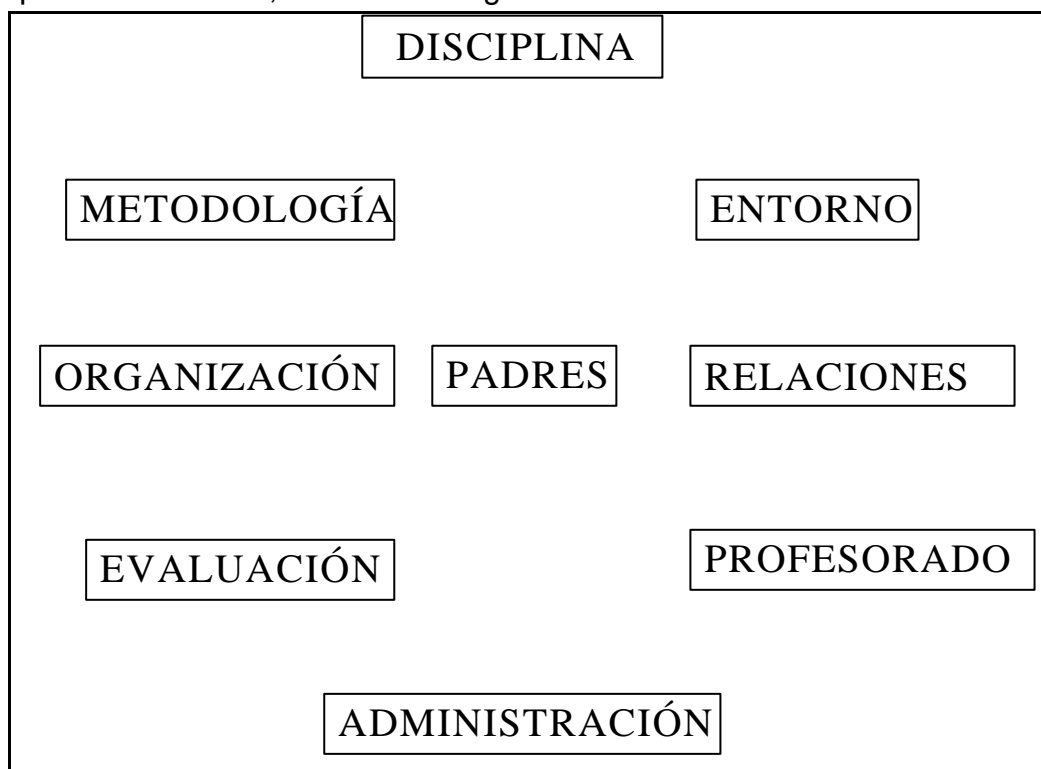 DISCIPLINA
METODOLOGÍA
ENTORNO
ORGANIZACIÓN
PADRES
RELACIONES
EVALUACIÓN
PROFESORADO
ADMINISTRACIÓN